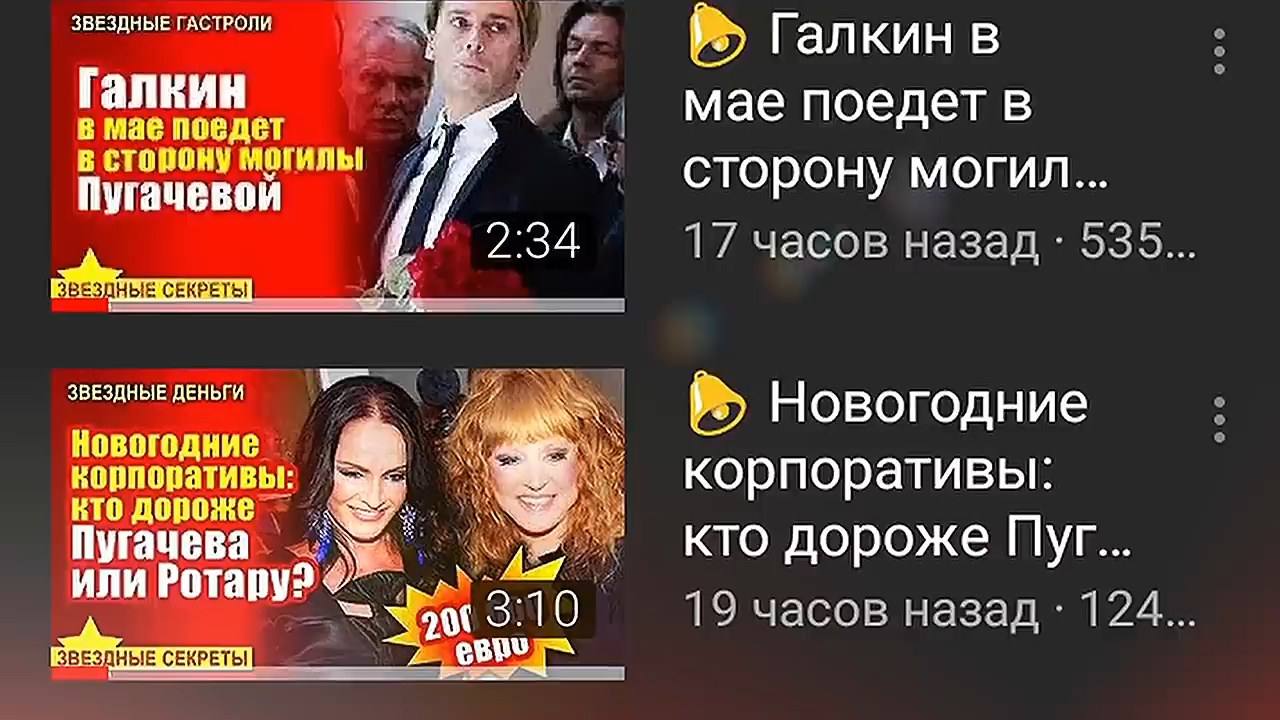 ЗВЕЗДНЫЕ ГАСТРОЛИ
Галкин
в мае поедет
в сторону могилы
Пугачевой
2:34
ЗВЕЗДНЫЕ СЕКРЕТЫ
Галкин в
мае поедет в
сторону могил...
17 часов назад · 535...
ЗВЕЗДНЫЕ ДЕНЬГИ
Новогодние
корпоративы:
кто дороже
Пугачева
или Ротару?
200
евро
3:10
ЗВЕЗДНЫЕ СЕКРЕТЫ
Новогодние
корпоративы:
кто дороже Пуг...
19 часов назад · 124...